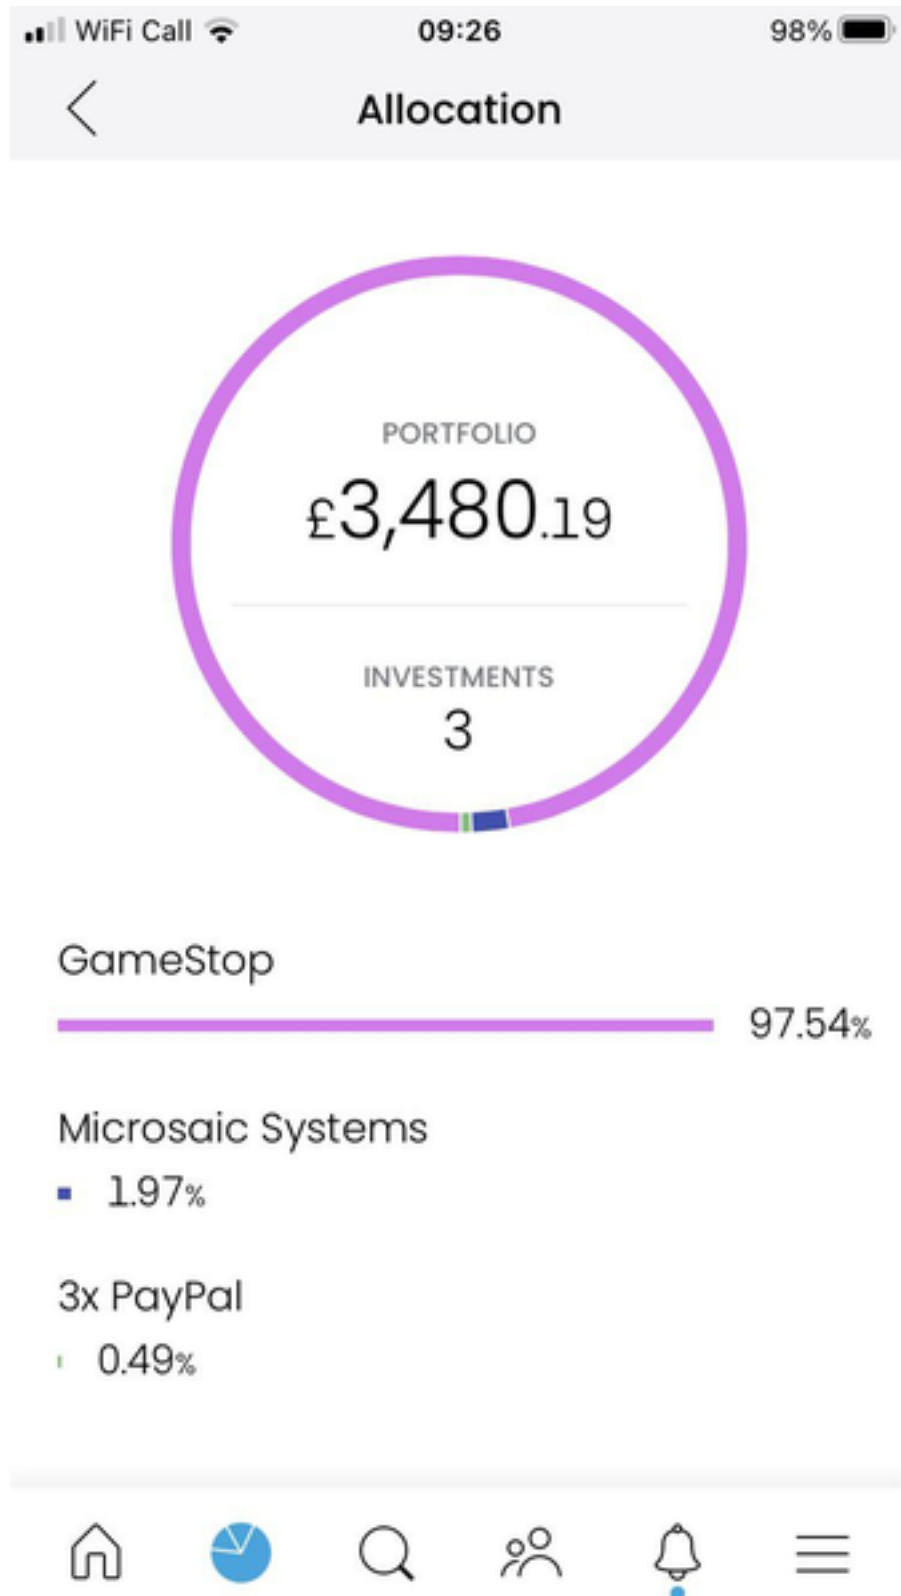 WiFi Call 09:26 98%
Allocation
PORTFOLIO
£3,480.19
INVESTMENTS
3
GameStop
97.54%
Microsaic Systems
1.97%
3x PayPal
0.49%